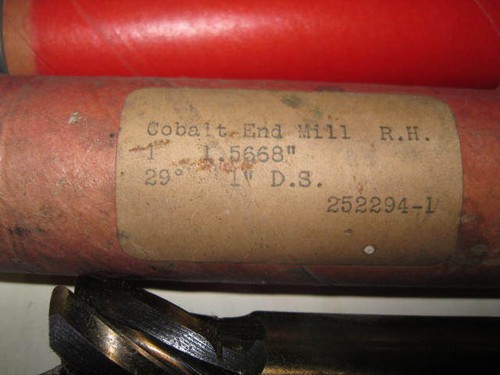 Cobalt End Mill R.H.
1 1.5668"
29° 1" D.S.
252294-1